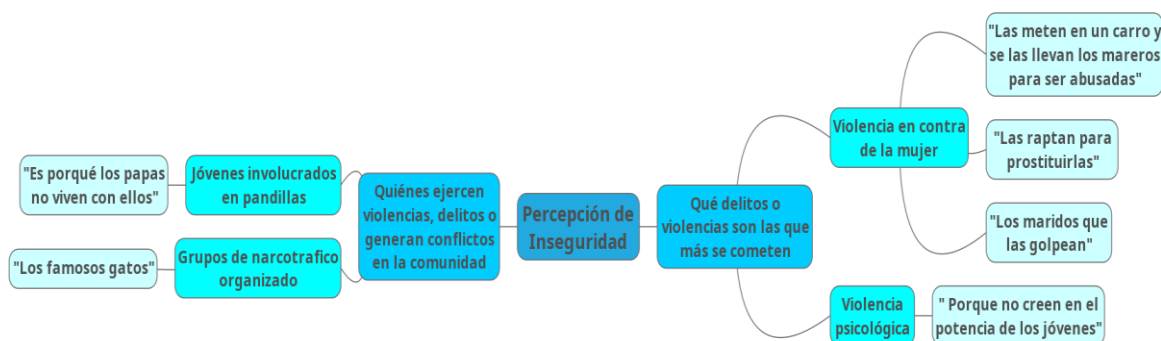 "Es porqué los papas
no viven con ellos"
Jóvenes involucrados
en pandillas
"Los famosos gatos"
Grupos de narcotrafico
organizado
Quiénes ejercen
violencias, delitos o
generan conflictos
en la comunidad
Percepción de
Inseguridad
Qué delitos o
violencias son las que
más se cometen
Violencia en contra
de la mujer
"Las meten en un carro y
se las llevan los mareros
para ser abusadas"
"Las raptan para
prostituirlas"
"Los maridos que
las golpean"
Violencia
psicológica
" Porque no creen en el
potencia de los jóvenes"